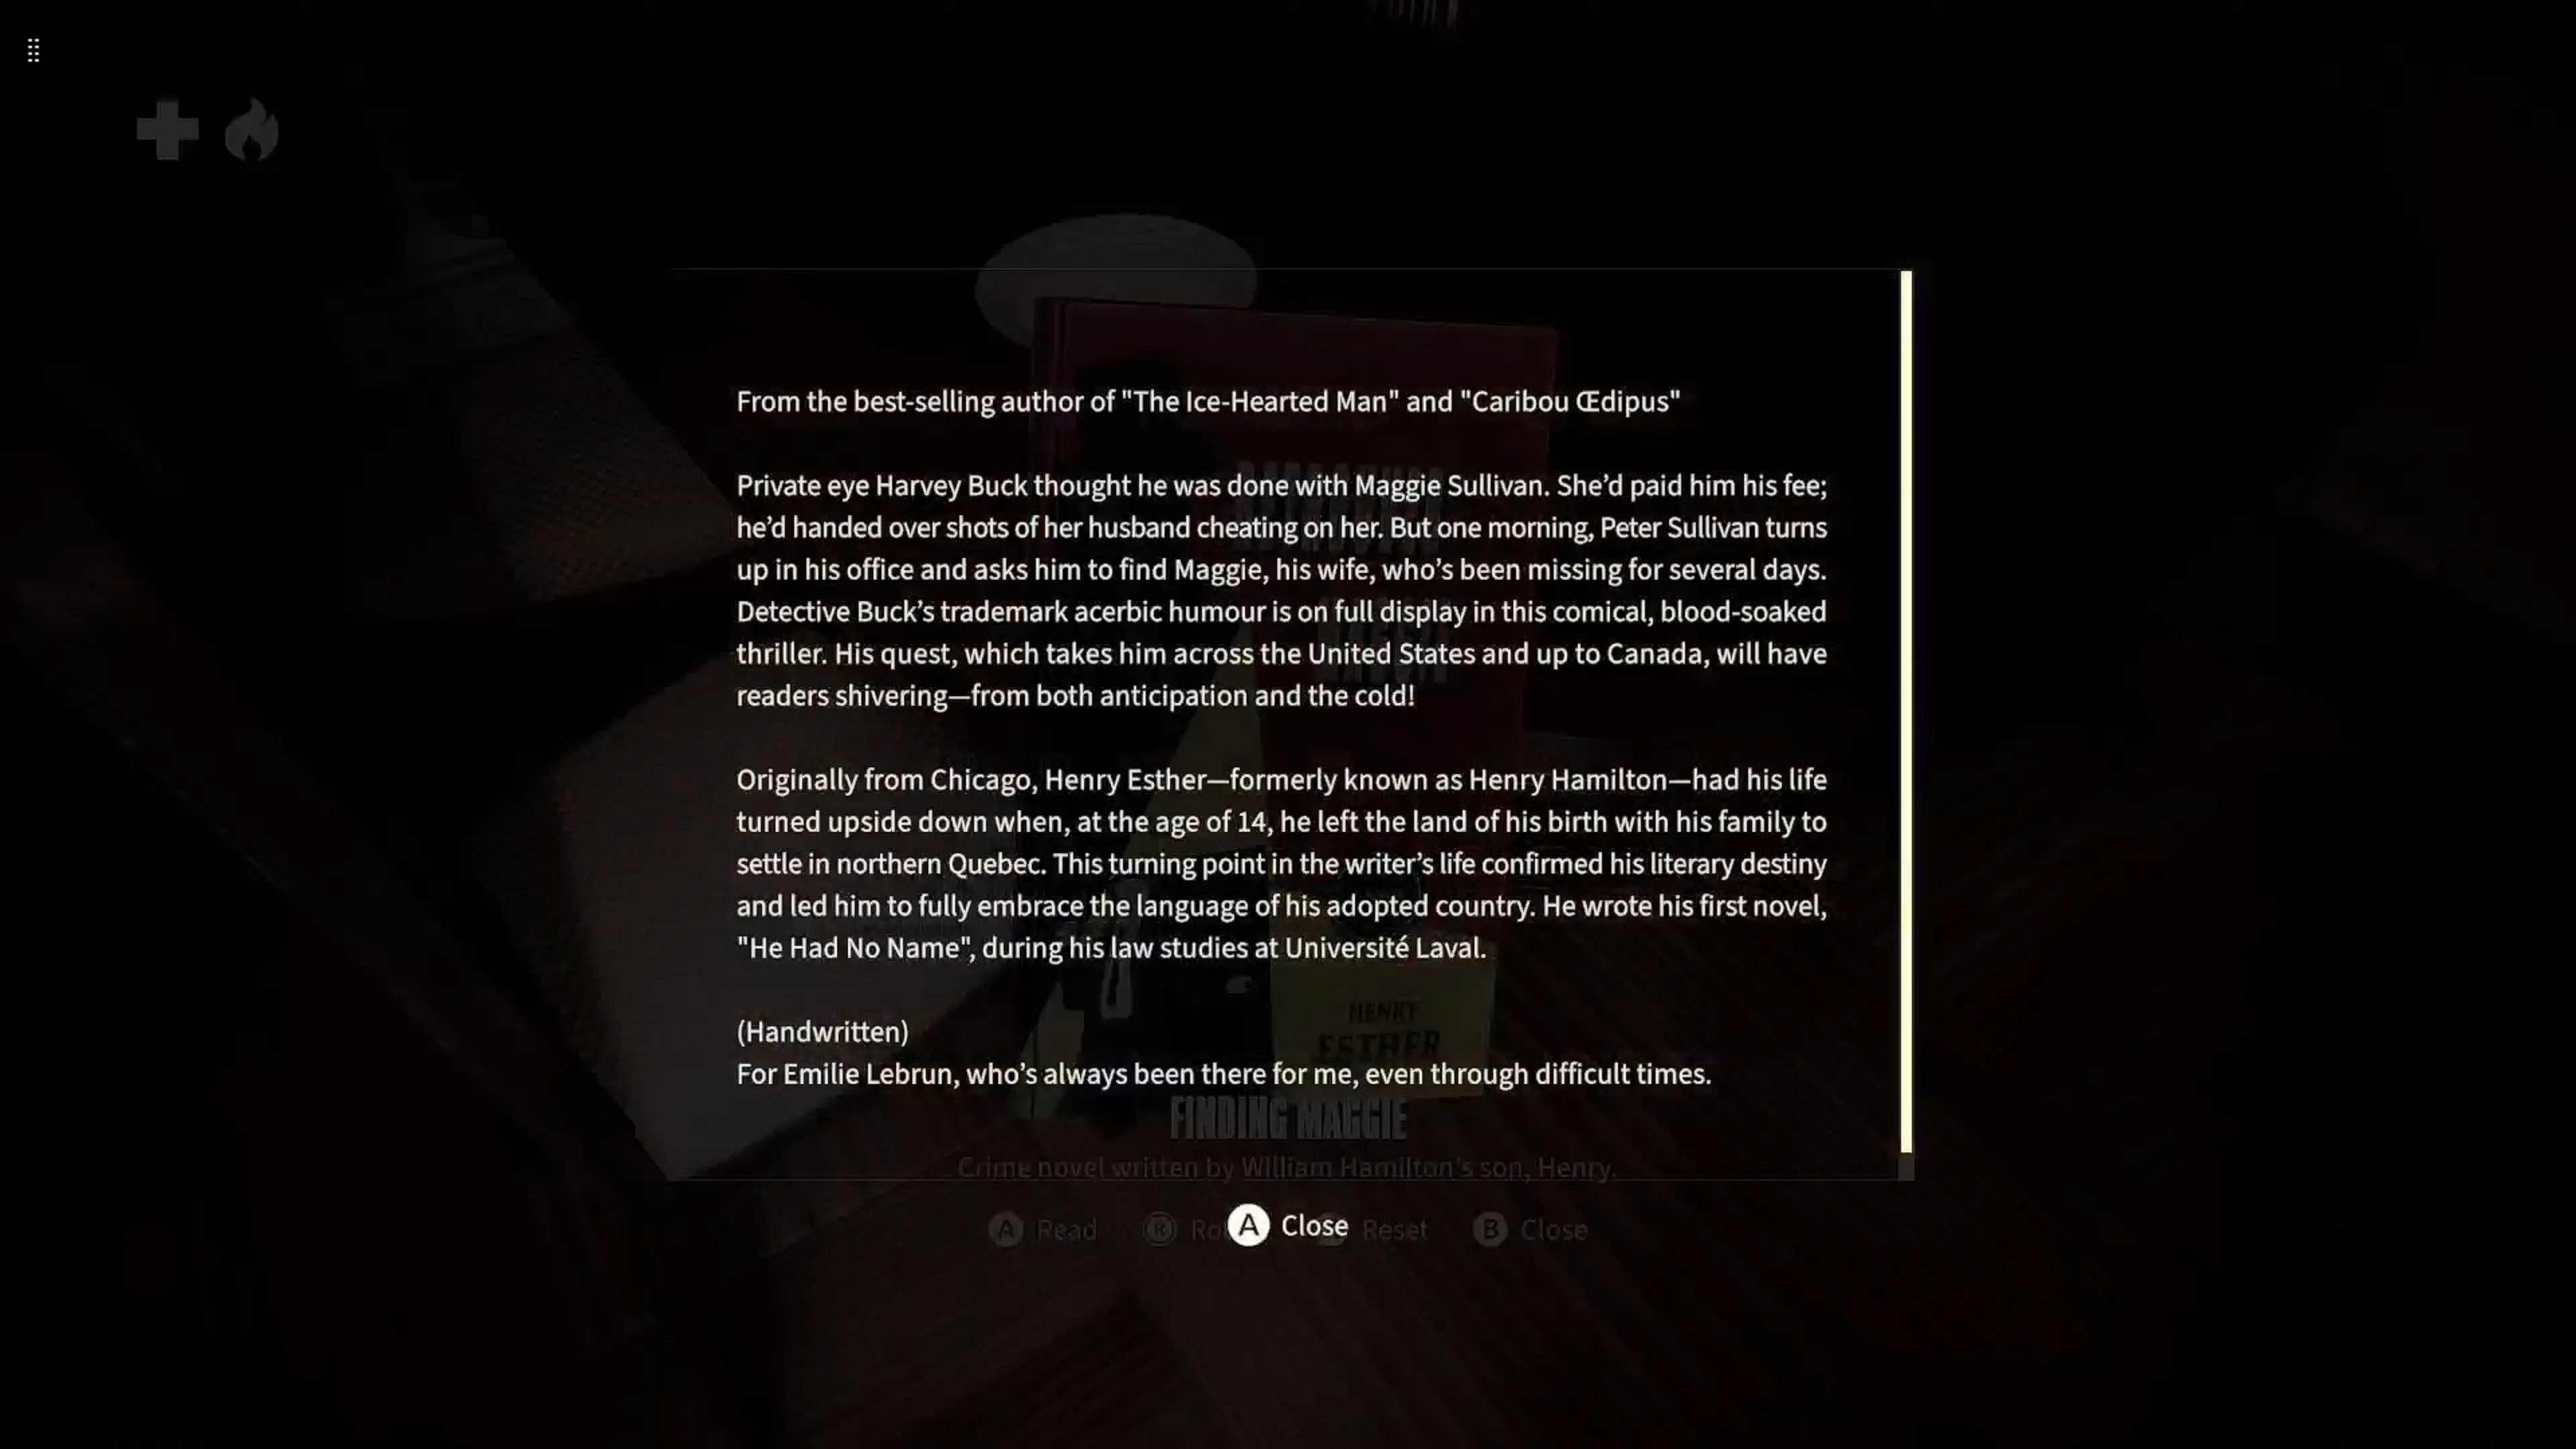 From the best-selling author of "The Ice-Hearted Man" and "Caribou Œdipus"
Private eye Harvey Buck thought he was done with Maggie Sullivan. She’d paid him his fee;
he’d handed over shots of her husband cheating on her. But one morning, Peter Sullivan turns
up in his office and asks him to find Maggie, his wife, who’s been missing for several days.
Detective Buck’s trademark acerbic humour is on full display in this comical, blood-soaked
thriller. His quest, which takes him across the United States and up to Canada, will have
readers shivering—from both anticipation and the cold!
Originally from Chicago, Henry Esther—formerly known as Henry Hamilton—had his life
turned upside down when, at the age of 14, he left the land of his birth with his family to
settle in northern Quebec. This turning point in the writer’s life confirmed his literary destiny
and led him to fully embrace the language of his adopted country. He wrote his first novel,
"He Had No Name", during his law studies at Université Laval.
(Handwritten)
For Emilie Lebrun, who’s always been there for me, even through difficult times.
HENRY
ESTHER
FINDING MAGGIE
Crime novel written by William Hamilton's son, Henry.
A Read R A Close Reset B Close